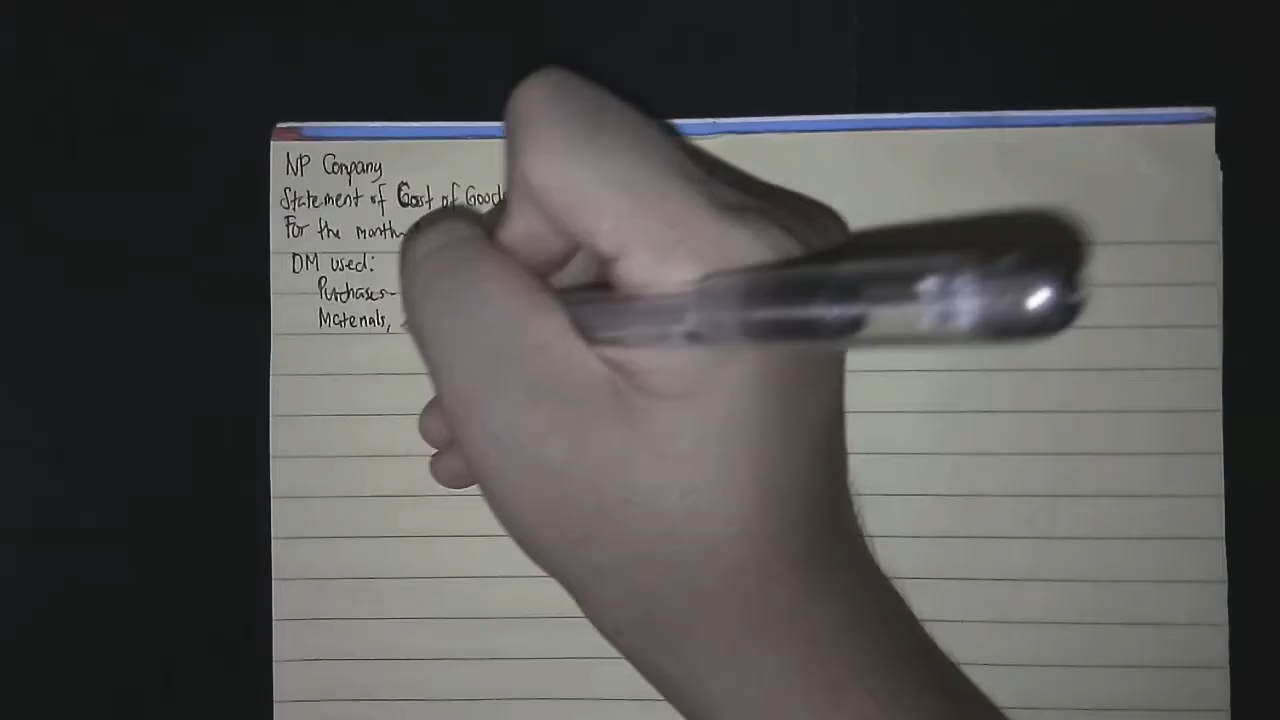 NP Company
Statement of Cost of Good
For the month
DM used:
Purchases-
Materials,